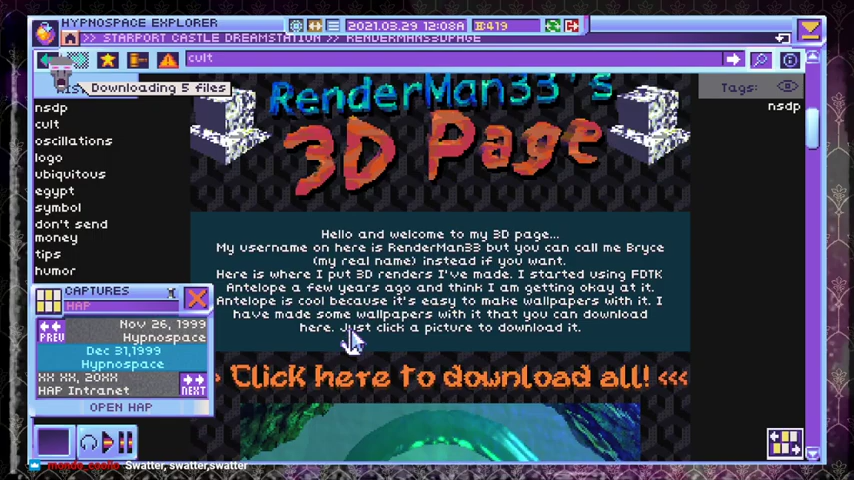 HYPNOSPACE EXPLORER
2021.03.29 12:08A
419
>> STARPORT CASTLE DREAMSTATION >> RENDERMANS3DPAGE
cult
Downloading 5 files
Tags:
nsdp
nsdp
cult
oscillations
logo
ubiquitous
egypt
symbol
don't send
money
tips
humor
RenderMan33's
3D Page
Hello and welcome to my 3D page...
My username on here is RenderMan33 but you can call me Bryce
(my real name) instead if you want.
Here is where I put 3D renders I've made. I started using FDTK
Antelope a few years ago and think I am getting okay at it.
Antelope is cool because it's easy to make wallpapers with it. I
have made some wallpapers with it that you can download
here. Just click a picture to download it.
Click here to download all! <<<
CAPTURES
HAP
PREV
Nov 26, 1999
Hypnospace
Dec 31,1999
Hypnospace
XX XX, 20XX
HAP Intranet
NEXT
OPEN HAP
Swatter, swatter,swatter